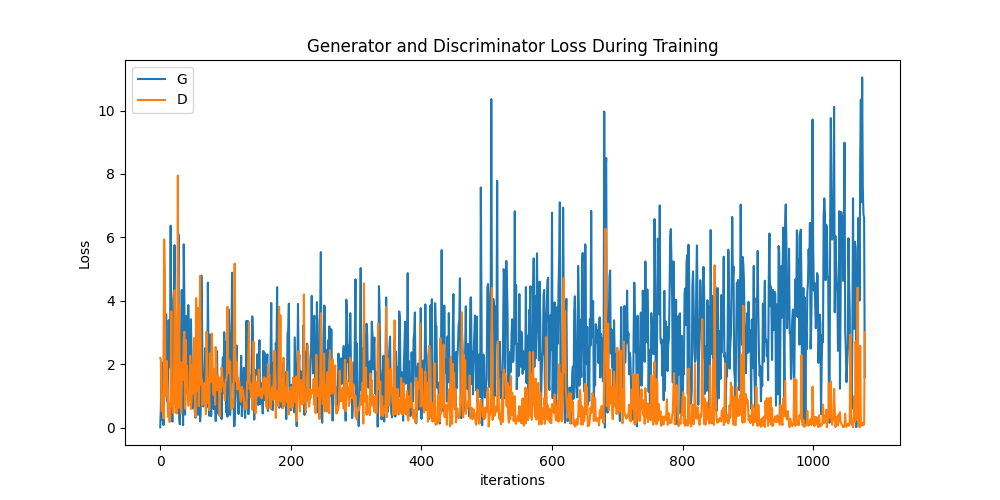 Generator and Discriminator Loss During Training
G
D
10
8
6
4
2
0
Loss
0 200 400 600 800 1000
iterations